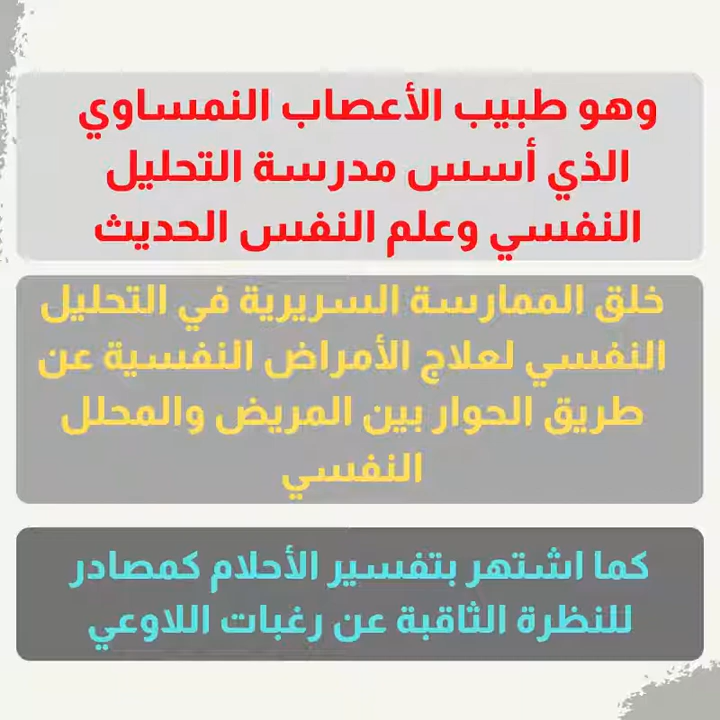 وهو طبيب الأعصاب النمساوي
الذي أسس مدرسة التحليل
النفسي وعلم النفس الحديث
خلق الممارسة السريرية في التحليل
النفسي لعلاج الأمراض النفسية عن
طريق الحوار بين المريض والمحلل
النفسي
كما اشتهر بتفسير الأحلام كمصادر
للنظرة الثاقبة عن رغبات اللاوعي